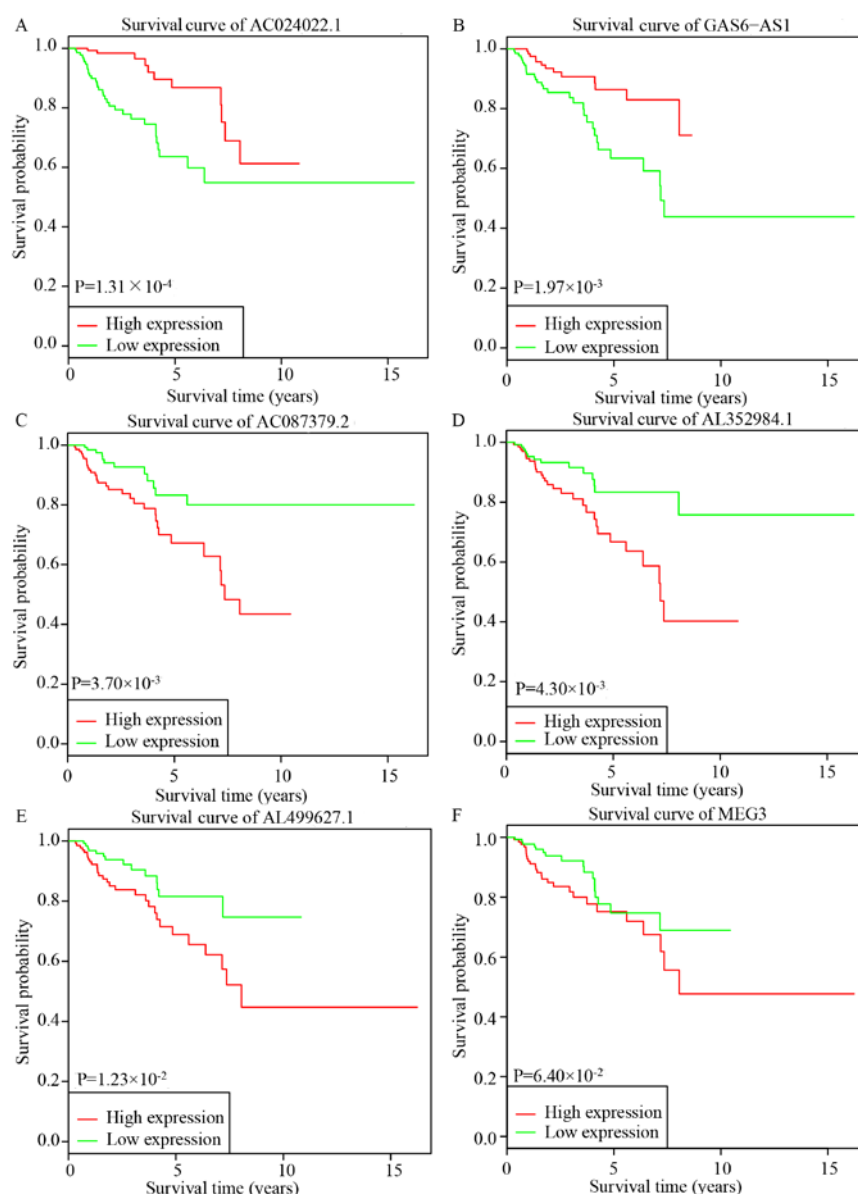 A
Survival curve of AC024022.1
Survival probability
1.0
0.8
0.6
0.4
0.2
0.0
P=1.31×10-4
High expression
Low expression
0 5 10 15
Survival time (years)
B
Survival curve of GAS6-AS1
Survival probability
1.0
0.8
0.6
0.4
0.2
0.0
P=1.97×10-3
High expression
Low expression
0 5 10 15
Survival time (years)
C
Survival curve of AC087379.2
Survival probability
1.0
0.8
0.6
0.4
0.2
0.0
P=3.70×10-3
High expression
Low expression
0 5 10 15
Survival time (years)
D
Survival curve of AL352984.1
Survival probability
1.0
0.8
0.6
0.4
0.2
0.0
P=4.30×10-3
High expression
Low expression
0 5 10 15
Survival time (years)
E
Survival curve of AL499627.1
Survival probability
1.0
0.8
0.6
0.4
0.2
0.0
P=1.23×10-2
High expression
Low expression
0 5 10 15
Survival time (years)
F
Survival curve of MEG3
Survival probability
1.0
0.8
0.6
0.4
0.2
0.0
P=6.40×10-2
High expression
Low expression
0 5 10 15
Survival time (years)